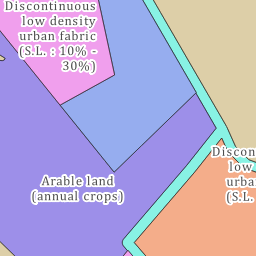 Discontinuous
low density
urban fabric
(S.L. : 10% -
30%)
Arable land
(annual crops)
Discon
low
urba
(S.L.